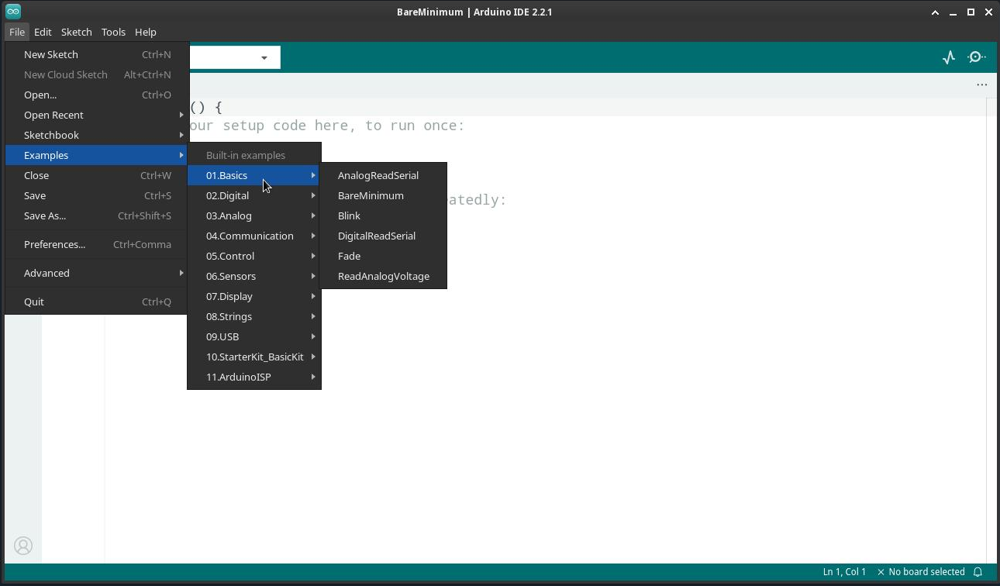 BareMinimum | Arduino IDE 2.2.1
File Edit Sketch Tools Help
New Sketch Ctrl+N
New Cloud Sketch Alt+Ctrl+N
Open... Ctrl+O
Open Recent
Sketchbook
Examples
Close Ctrl+W
Save Ctrl+S
Save As... Ctrl+Shift+S
Preferences... Ctrl+Comma
Advanced
Quit Ctrl+Q
Built-in examples
01.Basics
02.Digital
03.Analog
04.Communication
05.Control
06.Sensors
07.Display
08.Strings
09.USB
10.StarterKit_BasicKit
11.ArduinoISP
AnalogReadSerial
BareMinimum
Blink
DigitalReadSerial
Fade
ReadAnalogVoltage
() {
our setup code here, to run once:
atedly:
Ln 1, Col 1 No board selected